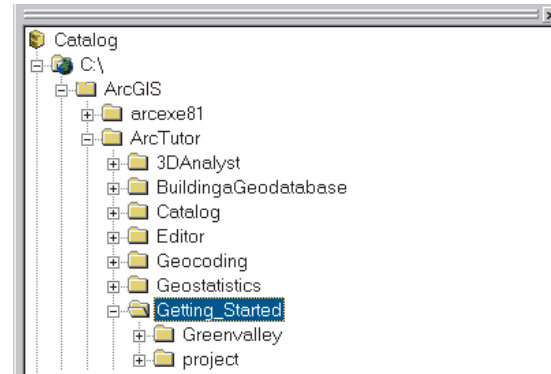 Catalog
C:\
ArcGIS
arcexe81
ArcTutor
3DAnalyst
BuildingaGeodatabase
Catalog
Editor
Geocoding
Geostatistics
Getting_Started
Greenvalley
project